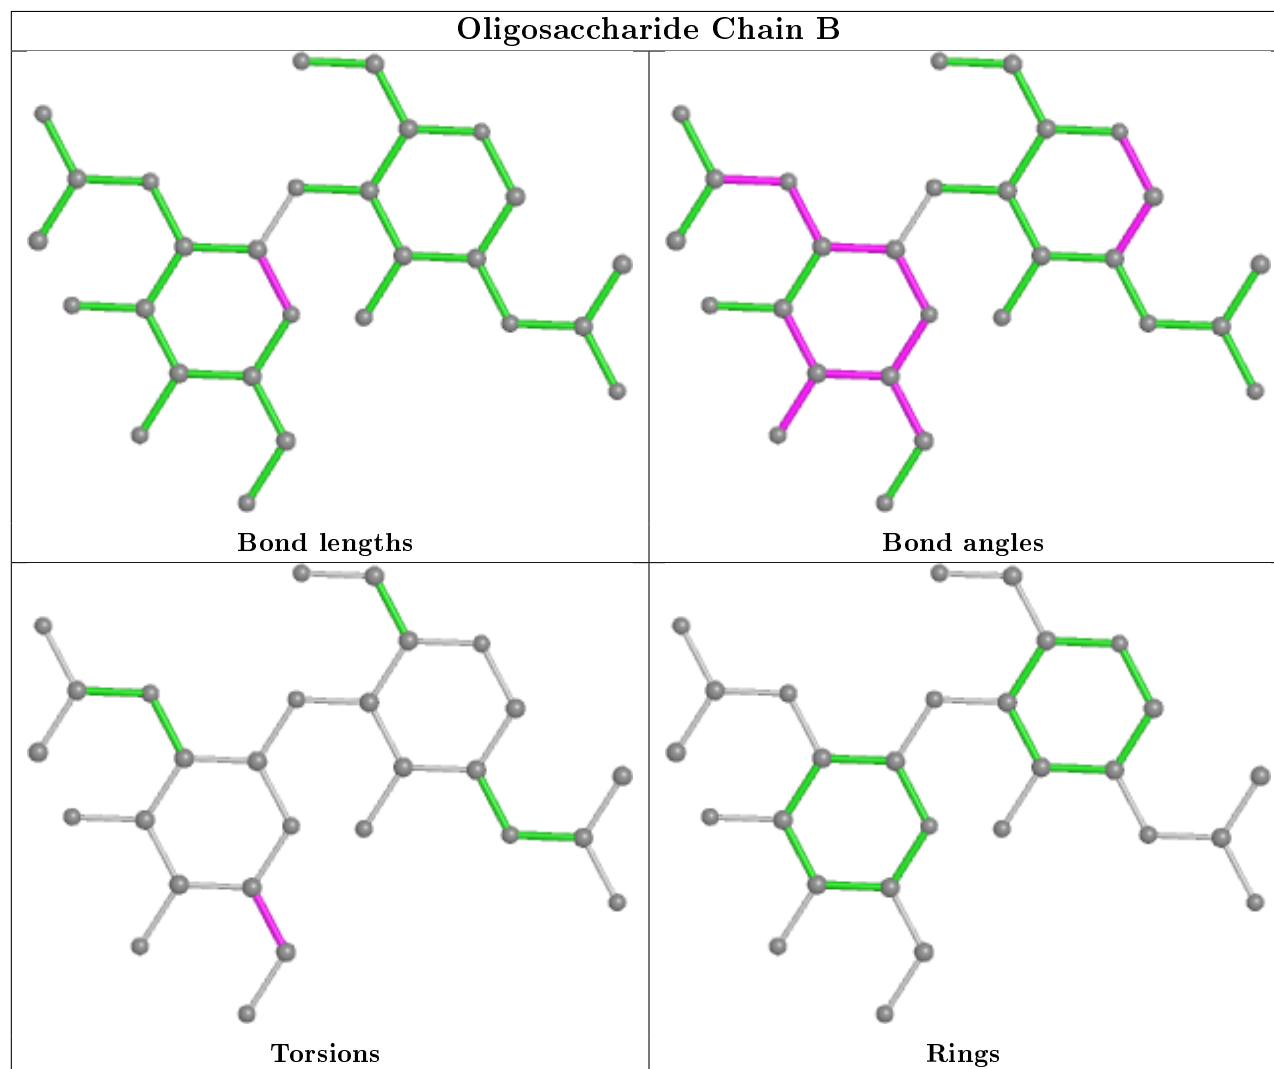 Oligosaccharide Chain B
Bond lengths
Bond angles
Torsions
Rings